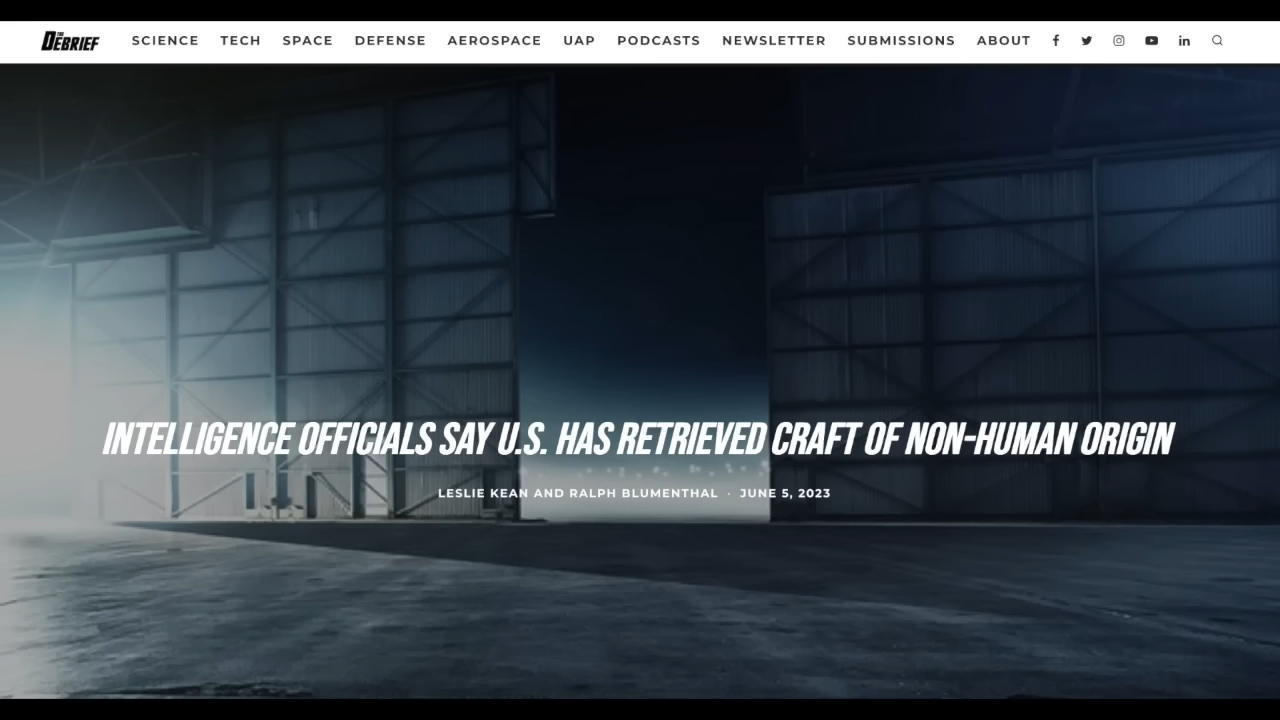 THE DEBRIEF
SCIENCE TECH SPACE DEFENSE AEROSPACE UAP PODCASTS NEWSLETTER SUBMISSIONS ABOUT
INTELLIGENCE OFFICIALS SAY U.S. HAS RETRIEVED CRAFT OF NON-HUMAN ORIGIN
LESLIE KEAN AND RALPH BLUMENTHAL · JUNE 5, 2023